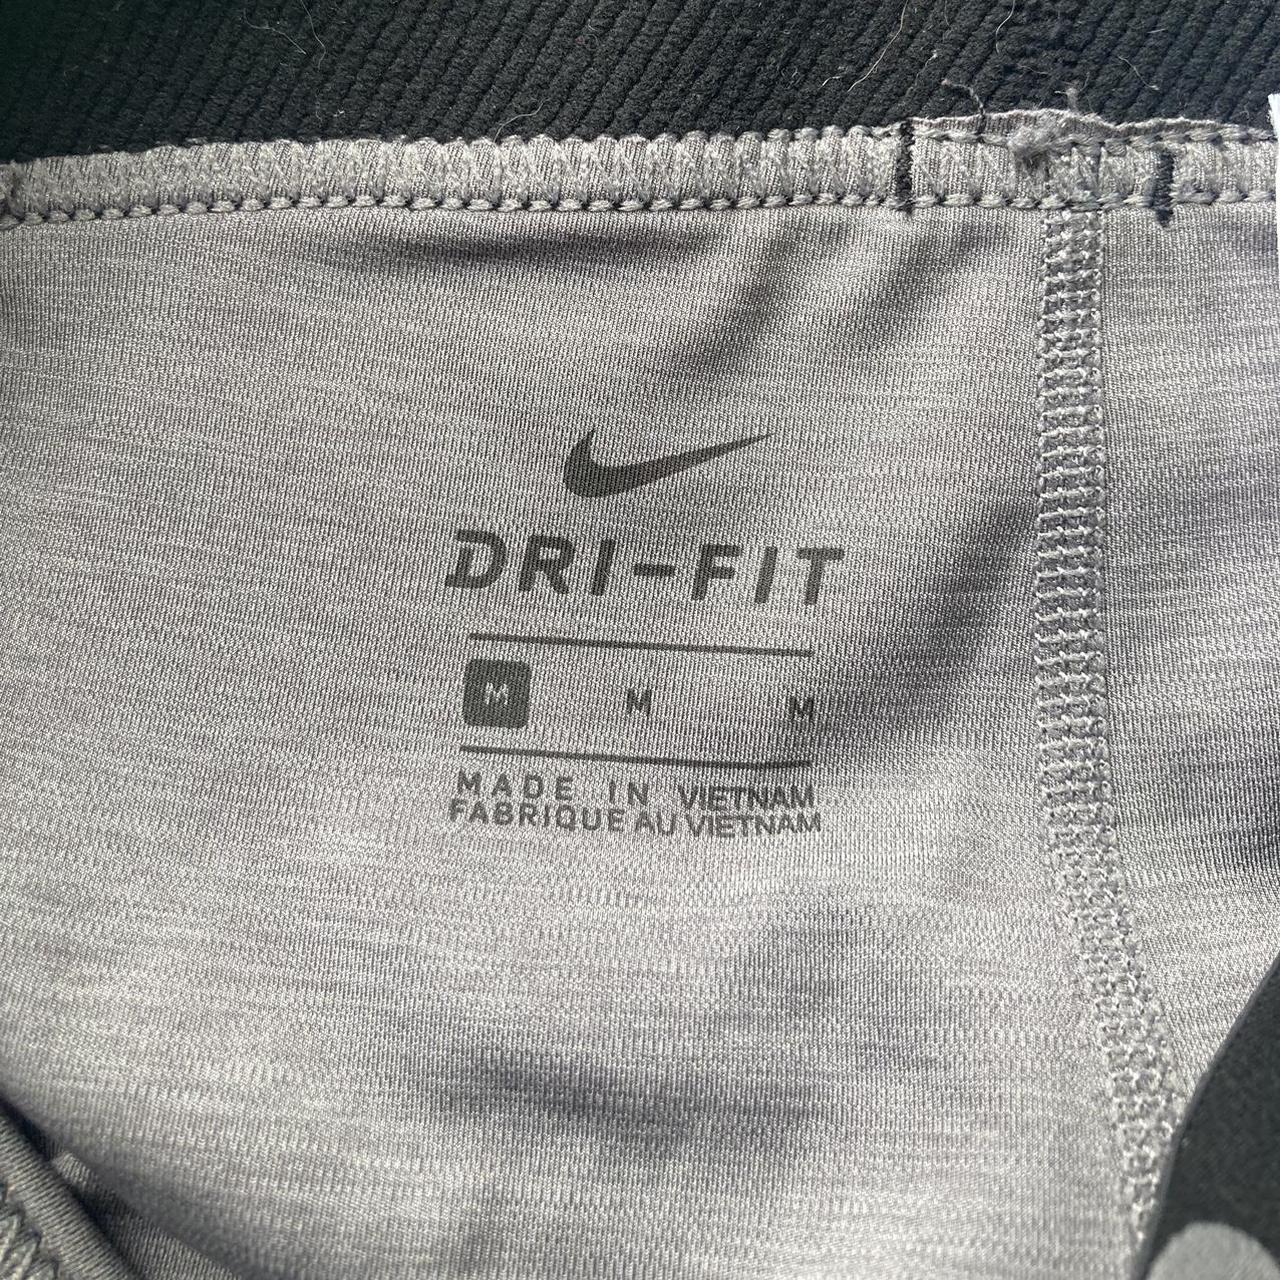 DRI-FIT
M M M
MADE IN VIETNAM
FABRIQUE AU VIETNAM